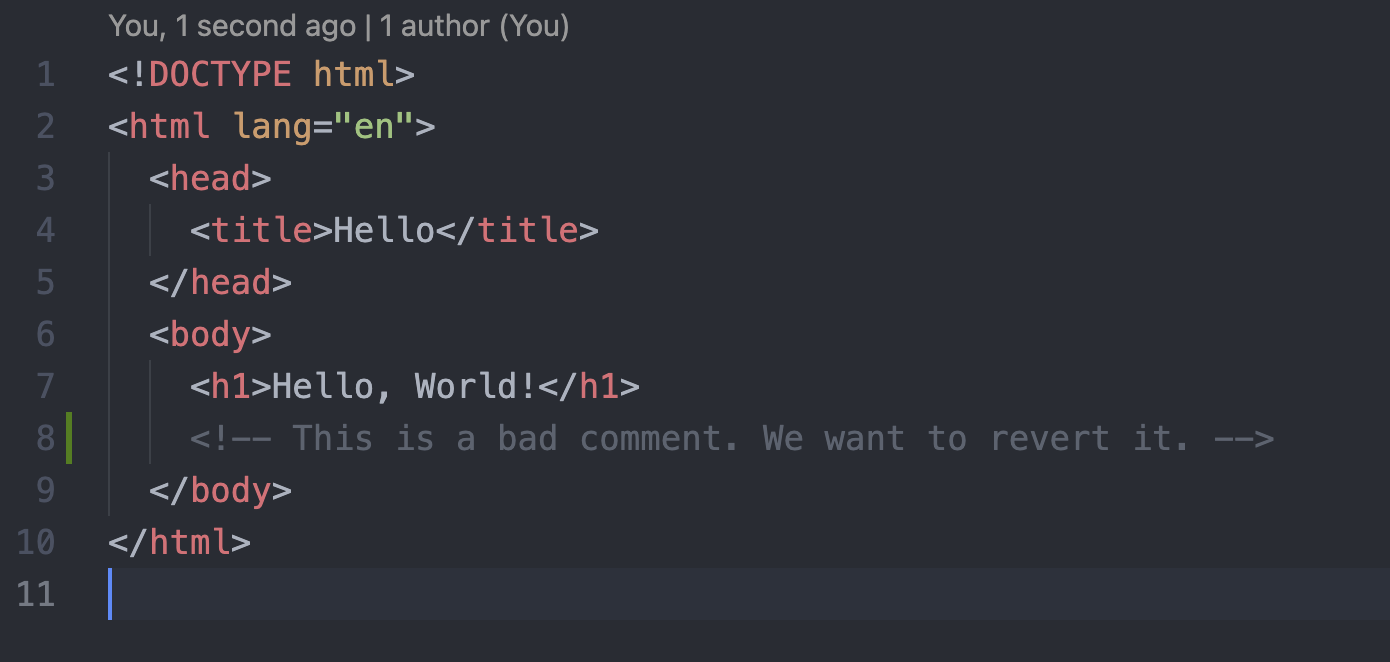 You, 1 second ago | 1 author (You)
1 <!DOCTYPE html>
2 <html lang="en">
3   <head>
4     <title>Hello</title>
5   </head>
6   <body>
7     <h1>Hello, World!</h1>
8     <!-- This is a bad comment. We want to revert it. -->
9   </body>
10 </html>
11